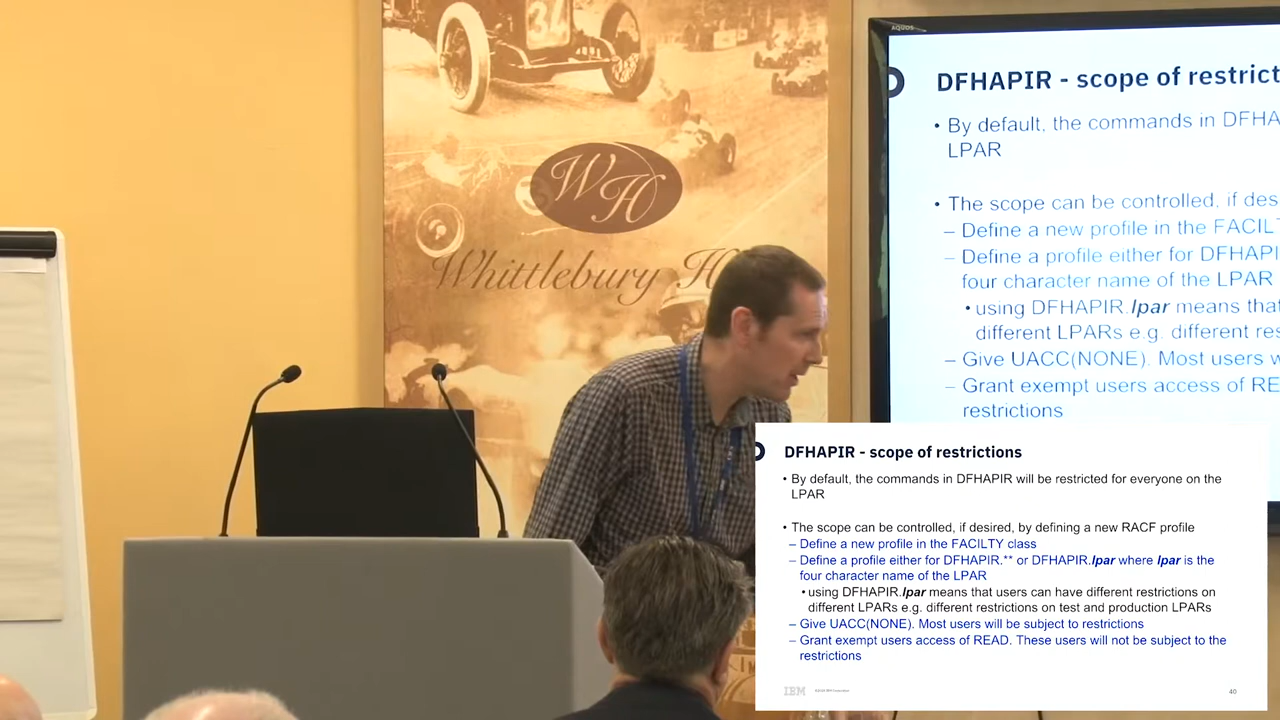 34
WH
Whittlebury H
AQUOS
DFHAPIR - scope of restrict
• By default, the commands in DFHA
LPAR
• The scope can be controlled, if des
– Define a new profile in the FACIL
– Define a profile either for DFHAPI
four character name of the LPAR
• using DFHAPIR.lpar means that
different LPARs e.g. different res
– Give UACC(NONE). Most users w
– Grant exempt users access of RE
restrictions
DFHAPIR - scope of restrictions
• By default, the commands in DFHAPIR will be restricted for everyone on the
LPAR
• The scope can be controlled, if desired, by defining a new RACF profile
– Define a new profile in the FACILTY class
– Define a profile either for DFHAPIR.** or DFHAPIR.lpar where lpar is the
four character name of the LPAR
• using DFHAPIR.lpar means that users can have different restrictions on
different LPARs e.g. different restrictions on test and production LPARs
– Give UACC(NONE). Most users will be subject to restrictions
– Grant exempt users access of READ. These users will not be subject to the
restrictions
IBM
40